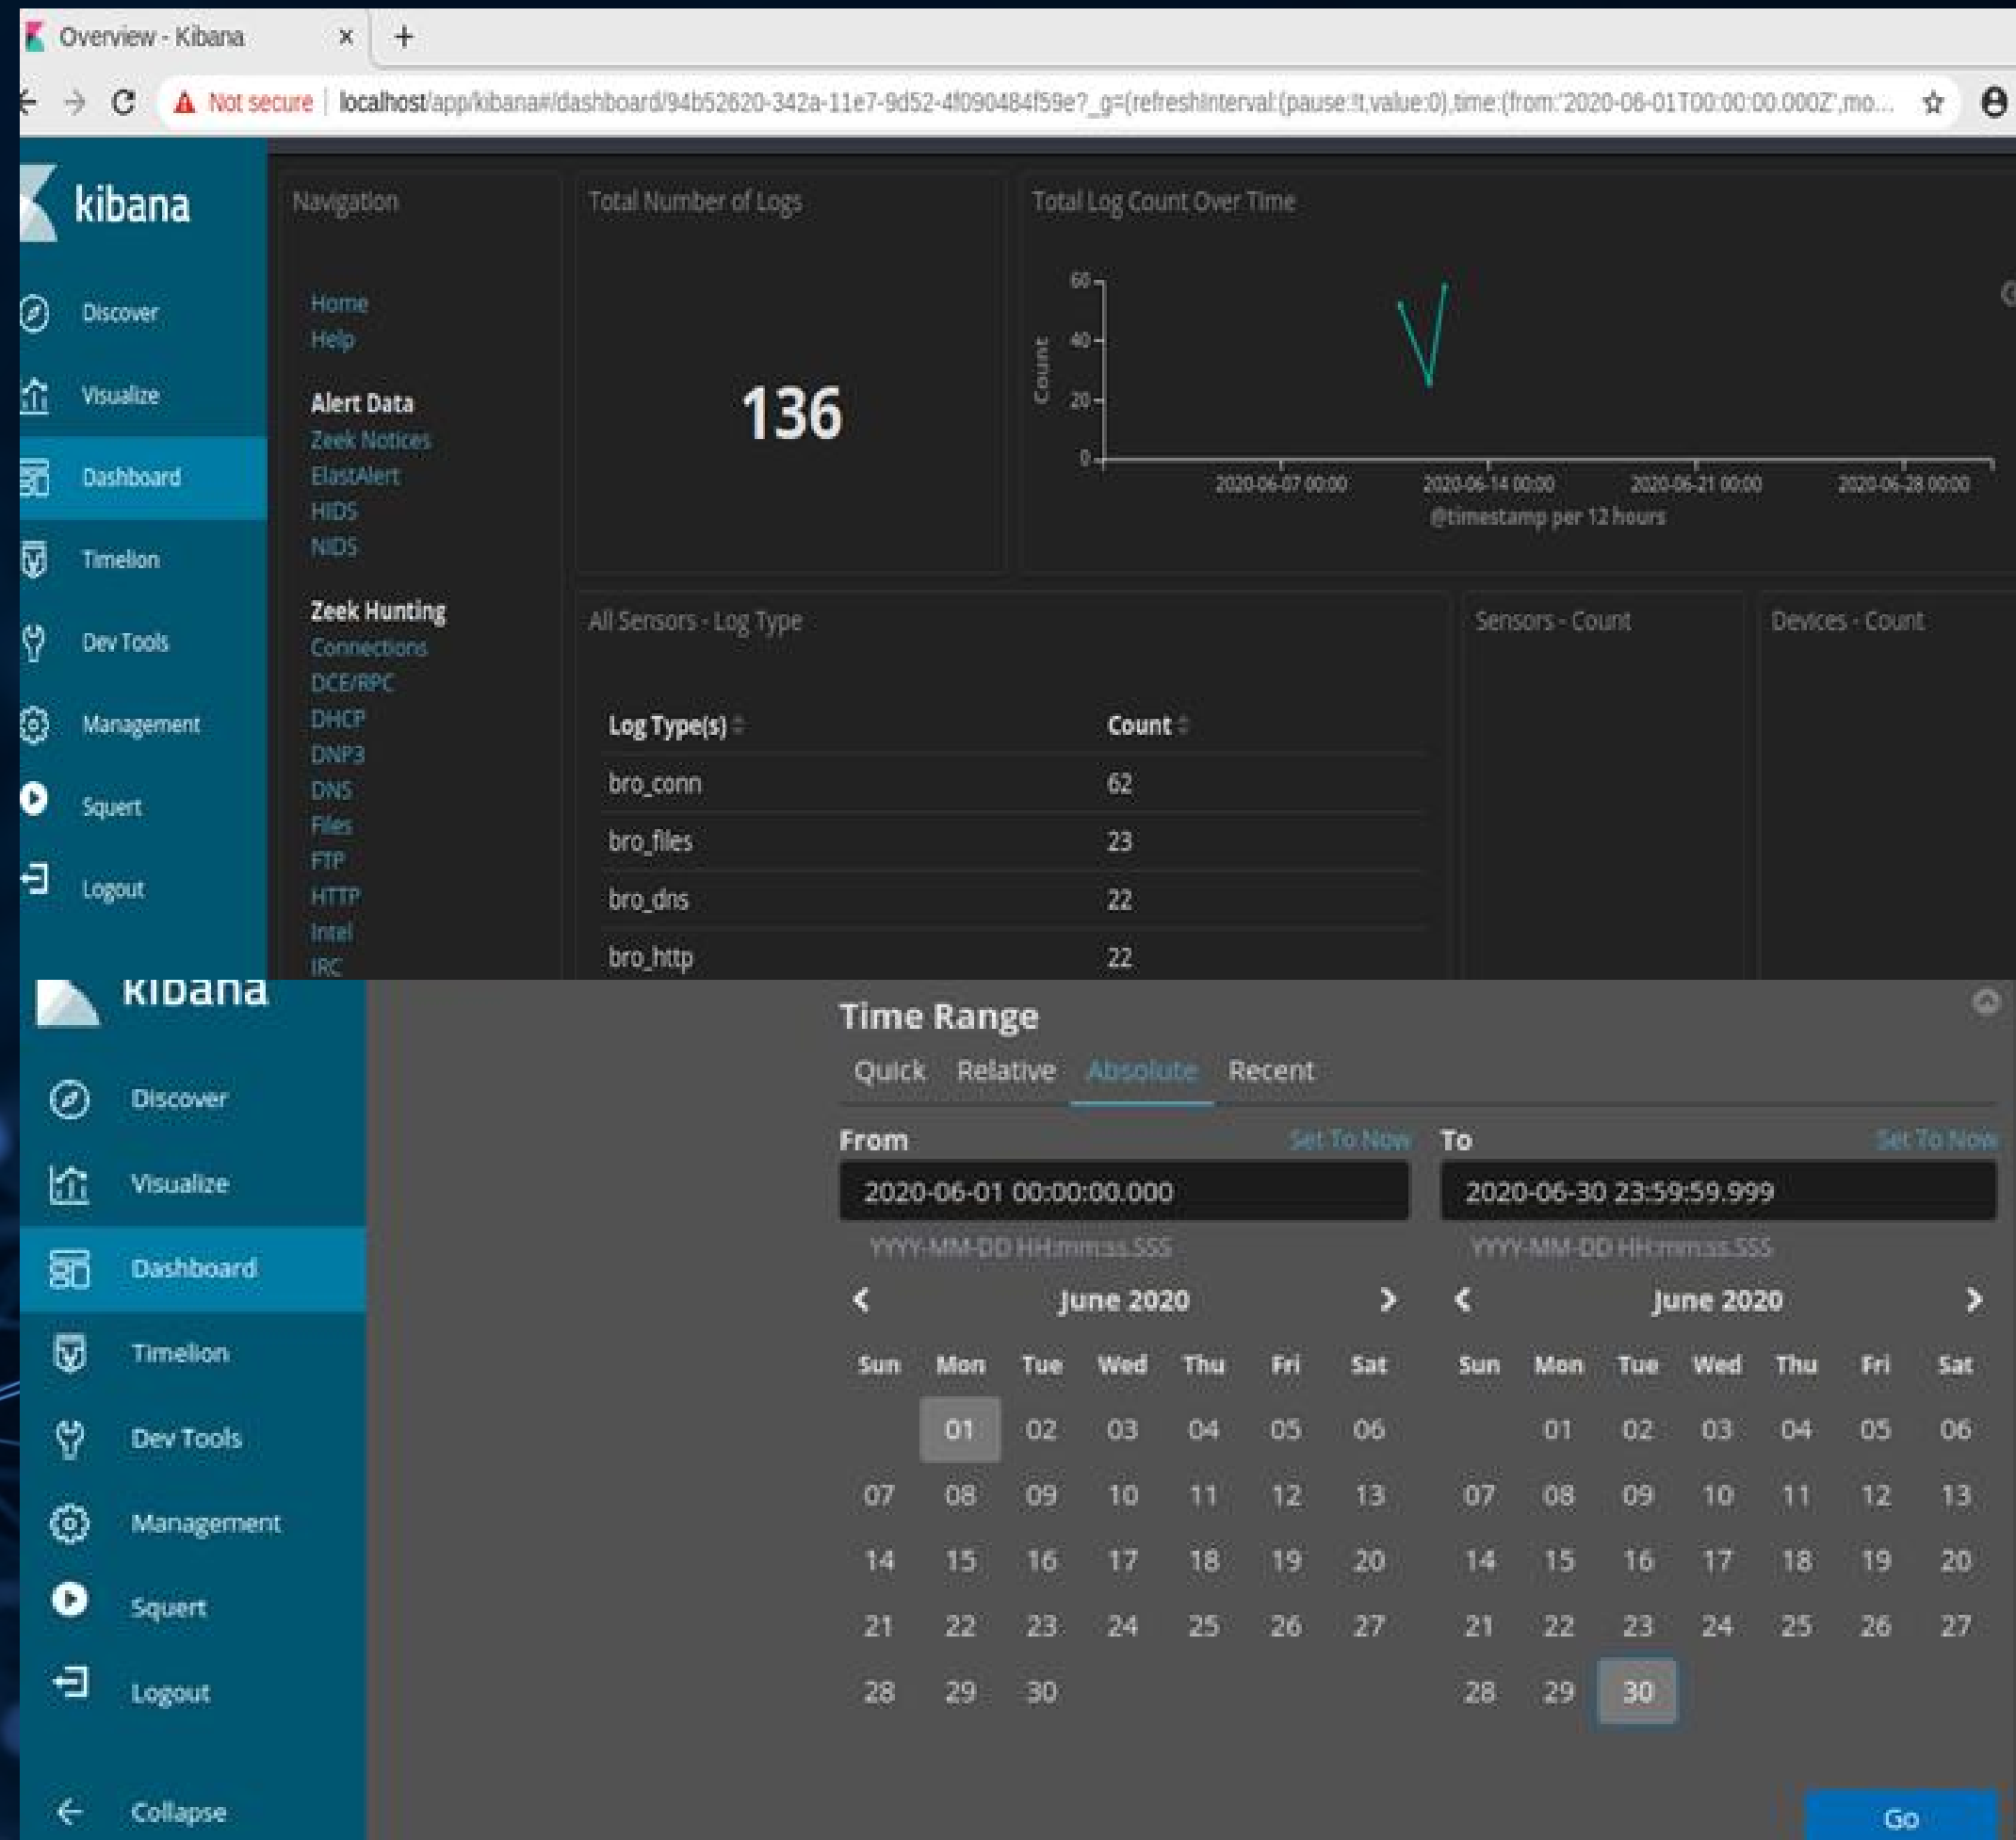 Overview - Kibana
Not secure | localhost/app/kibana#/dashboard/94b52620-342a-11e7-9d52-4f090484f59e?_g=(refreshInterval:(pause:!t,value:0),time:(from:'2020-06-01T00:00:00.000Z',mo...
kibana
Discover
Visualize
Dashboard
Timelion
Dev Tools
Management
Squert
Logout
Navigation
Home
Help
Alert Data
Zeek Notices
ElastAlert
HIDS
NIDS
Zeek Hunting
Connections
DCE/RPC
DHCP
DNP3
DNS
Files
FTP
HTTP
Intel
IRC
Total Number of Logs
136
Total Log Count Over Time
Count
60
40
20
0
2020-06-07 00:00 2020-06-14 00:00 2020-06-21 00:00 2020-06-28 00:00
@timestamp per 12 hours
All Sensors - Log Type
Log Type(s) Count
bro_conn 62
bro_files 23
bro_dns 22
bro_http 22
Sensors - Count
Devices - Count
kibana
Discover
Visualize
Dashboard
Timelion
Dev Tools
Management
Squert
Logout
Collapse
Time Range
Quick Relative Absolute Recent
From Set To Now
2020-06-01 00:00:00.000
YYYY-MM-DD HH:mm:ss.SSS
June 2020
Sun Mon Tue Wed Thu Fri Sat
01 02 03 04 05 06
07 08 09 10 11 12 13
14 15 16 17 18 19 20
21 22 23 24 25 26 27
28 29 30
To Set To Now
2020-06-30 23:59:59.999
YYYY-MM-DD HH:mm:ss.SSS
June 2020
Sun Mon Tue Wed Thu Fri Sat
01 02 03 04 05 06
07 08 09 10 11 12 13
14 15 16 17 18 19 20
21 22 23 24 25 26 27
28 29 30
Go